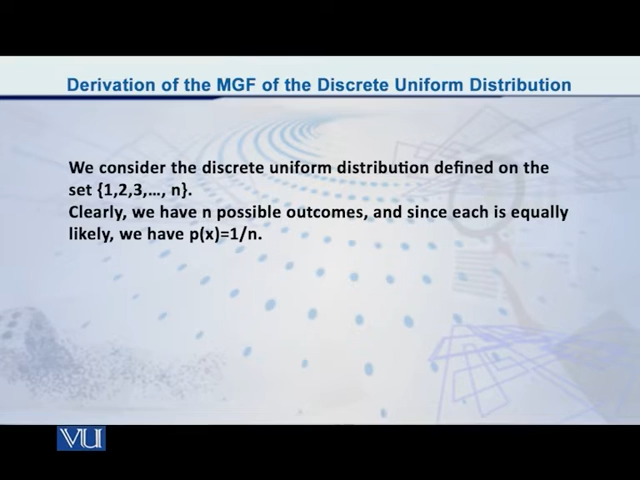 Derivation of the MGF of the Discrete Uniform Distribution
We consider the discrete uniform distribution defined on the
set {1,2,3,..., n}.
Clearly, we have n possible outcomes, and since each is equally
likely, we have p(x)=1/n.
VU